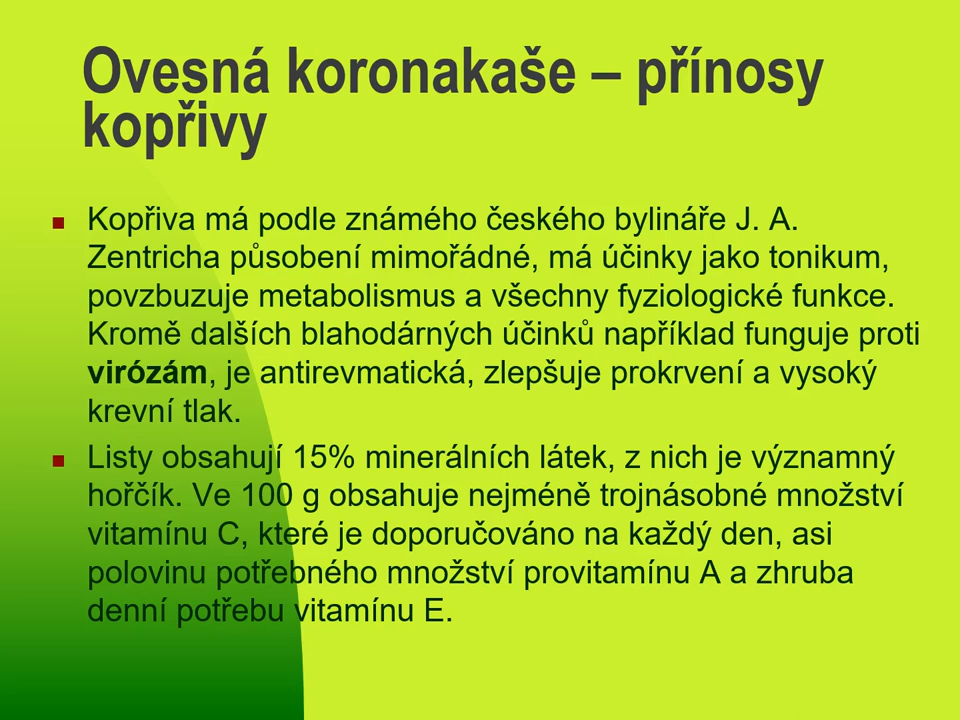 Ovesná koronakaše – přínosy
kopřivy
Kopřiva má podle známého českého bylináře J. A.
Zentricha působení mimořádné, má účinky jako tonikum,
povzbuzuje metabolismus a všechny fyziologické funkce.
Kromě dalších blahodárných účinků například funguje proti
virózám, je antirevmatická, zlepšuje prokrvení a vysoký
krevní tlak.
Listy obsahují 15% minerálních látek, z nich je významný
hořčík. Ve 100 g obsahuje nejméně trojnásobné množství
vitamínu C, které je doporučováno na každý den, asi
polovinu potřebného množství provitamínu A a zhruba
denní potřebu vitamínu E.